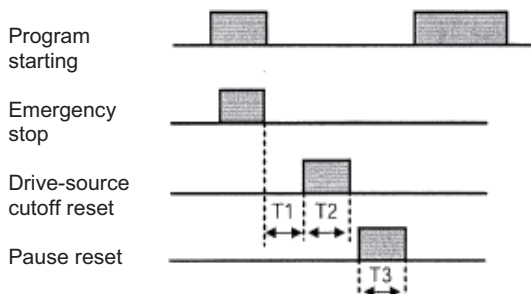 Program
starting
Emergency
stop
Drive-source
cutoff reset
T1 T2
Pause reset
T3